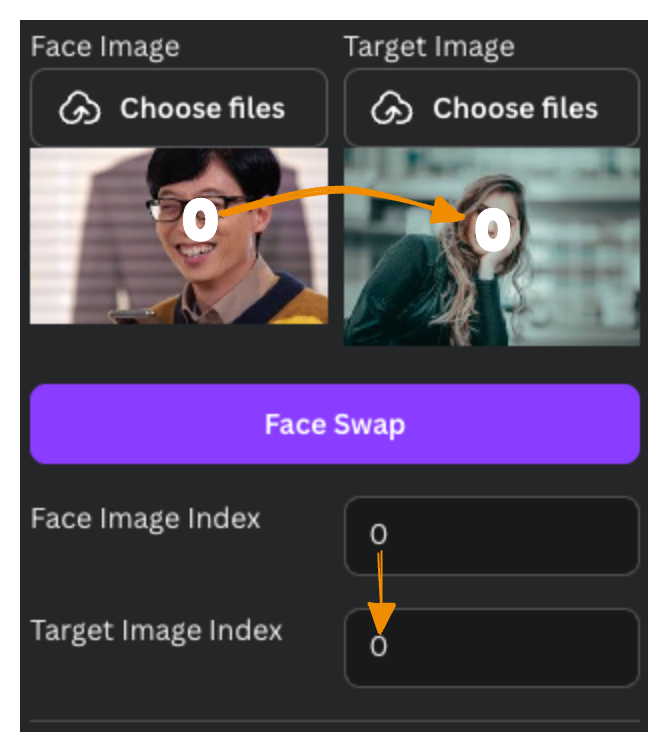 Face Image
Target Image
Choose files
Choose files
0
0
Face Swap
Face Image Index
0
Target Image Index
0